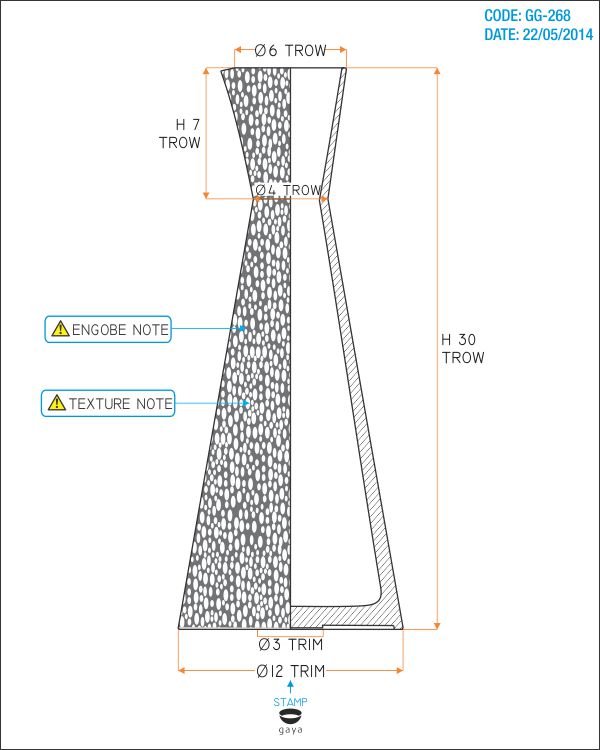 CODE: GG-268
DATE: 22/05/2014
Ø6 TROW
H 7
TROW
Ø4 TROW
ENGOBE NOTE
H 30
TROW
TEXTURE NOTE
Ø3 TRIM
Ø12 TRIM
STAMP
gaya